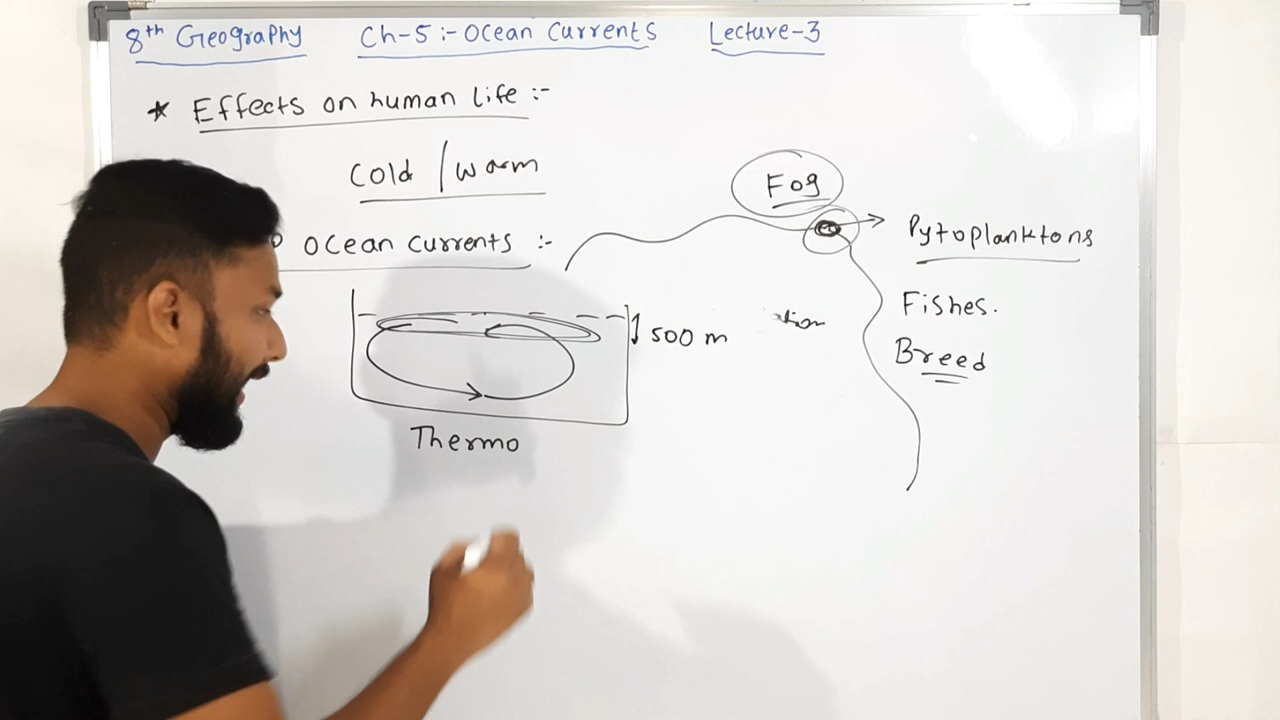 8th Geography Ch-5 :- Ocean Currents Lecture-3
* Effects on human life :-
Cold / Warm
Fog
Pytoplanktons
Ocean Currents :-
Fishes.
500 m
Breed
Thermo